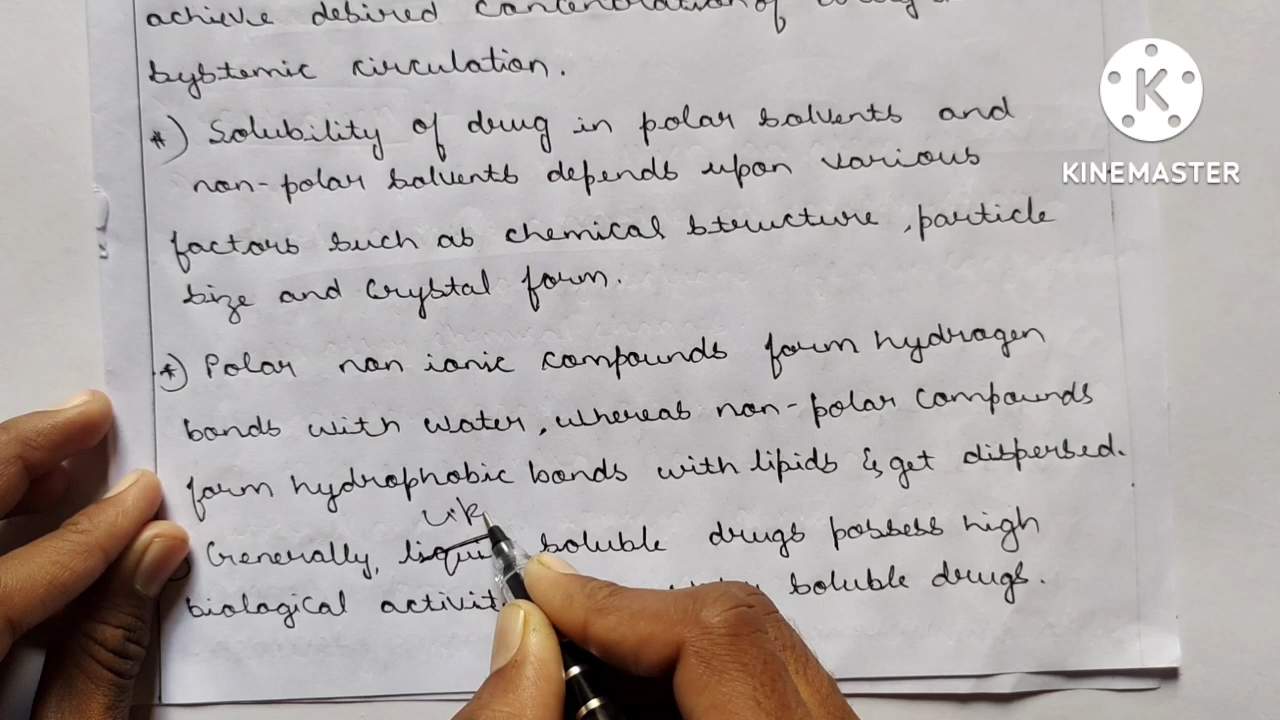 achieve desired concentration of
systemic circulation.
*) Solubility of drug in polar solvents and
non-polar solvents depends upon various
factors such as chemical structure, particle
size and crystal form.
*) Polar non ionic compounds form hydrogen
bonds with water, whereas non-polar compounds
form hydrophobic bonds with lipids & get dispersed.
Generally, soluble drugs possess high
biological soluble drugs.
K
KINEMASTER